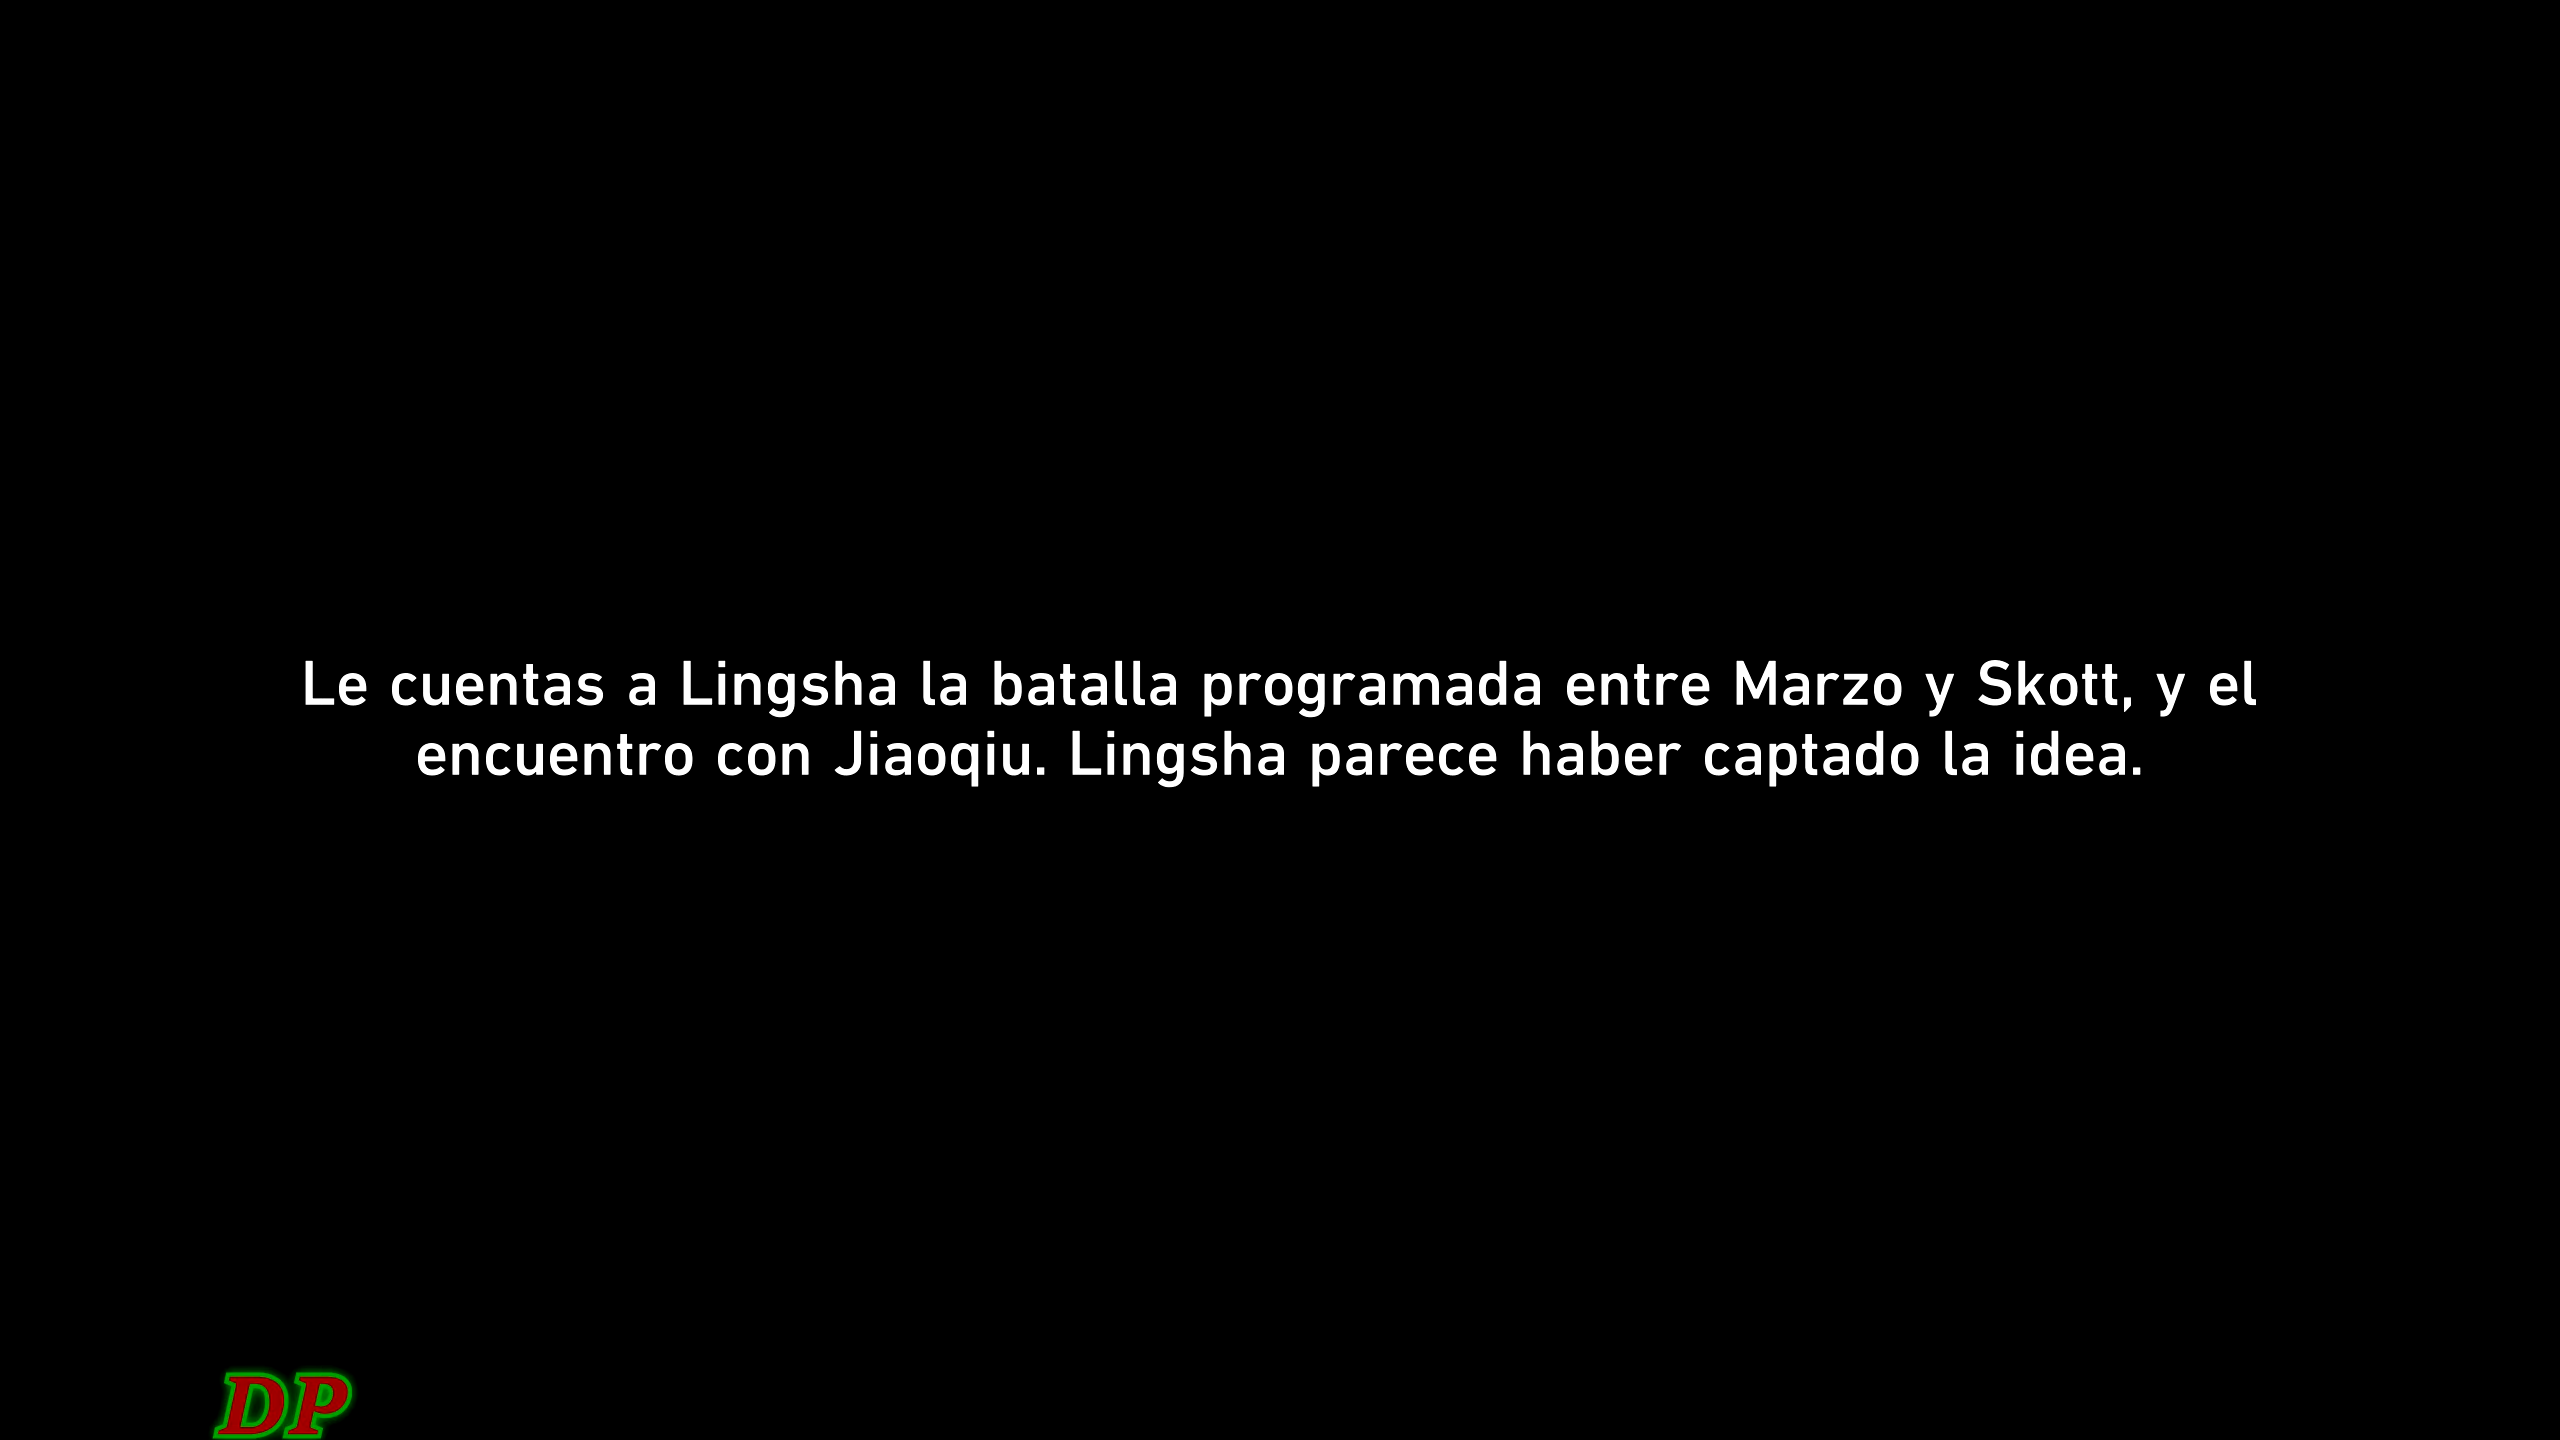 Le cuentas a Lingsha la batalla programada entre Marzo y Skott, y el
encuentro con Jiaoqiu. Lingsha parece haber captado la idea.
DP